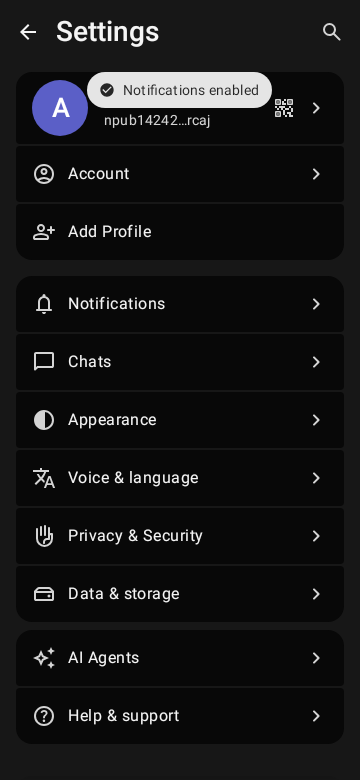 Settings
A
Notifications enabled
npub14242…rcaj
Account
Add Profile
Notifications
Chats
Appearance
Voice & language
Privacy & Security
Data & storage
AI Agents
Help & support